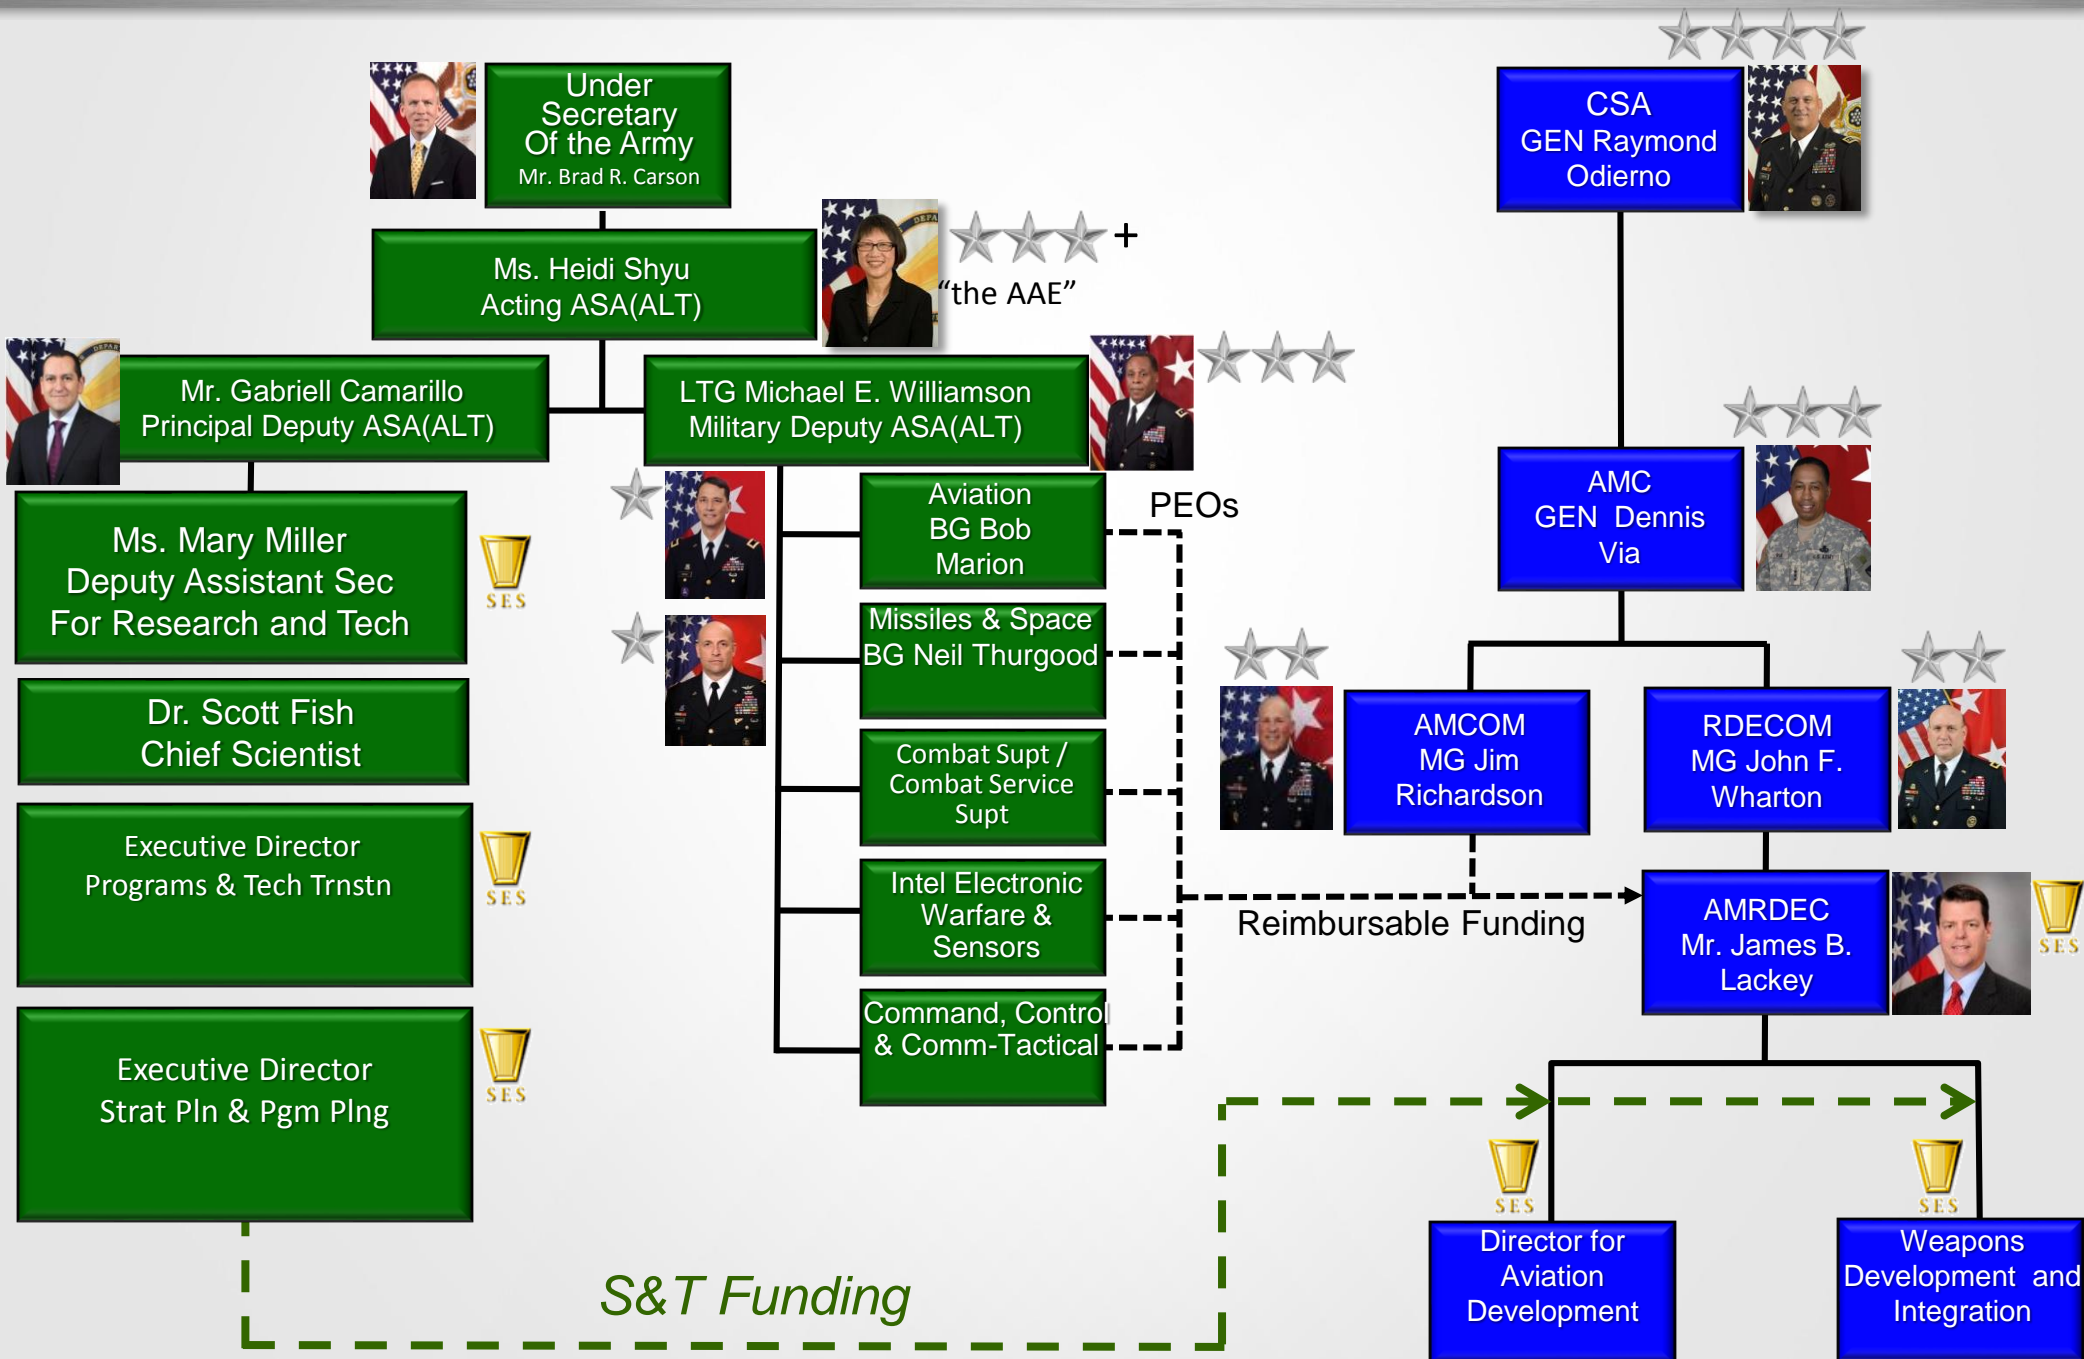 Under
Secretary
Of the Army
Mr. Brad R. Carson
Ms. Heidi Shyu
Acting ASA(ALT)
+
“the AAE”
Mr. Gabriell Camarillo
Principal Deputy ASA(ALT)
LTG Michael E. Williamson
Military Deputy ASA(ALT)
Ms. Mary Miller
Deputy Assistant Sec
For Research and Tech
SES
Dr. Scott Fish
Chief Scientist
Executive Director
Programs & Tech Trnstn
SES
Executive Director
Strat Pln & Pgm Plng
SES
Aviation
BG Bob
Marion
PEOs
Missiles & Space
BG Neil Thurgood
Combat Supt /
Combat Service
Supt
Intel Electronic
Warfare &
Sensors
Command, Control
& Comm-Tactical
CSA
GEN Raymond
Odierno
AMC
GEN Dennis
Via
AMCOM
MG Jim
Richardson
RDECOM
MG John F.
Wharton
Reimbursable Funding
AMRDEC
Mr. James B.
Lackey
SES
S&T Funding
SES
Director for
Aviation
Development
SES
Weapons
Development and
Integration